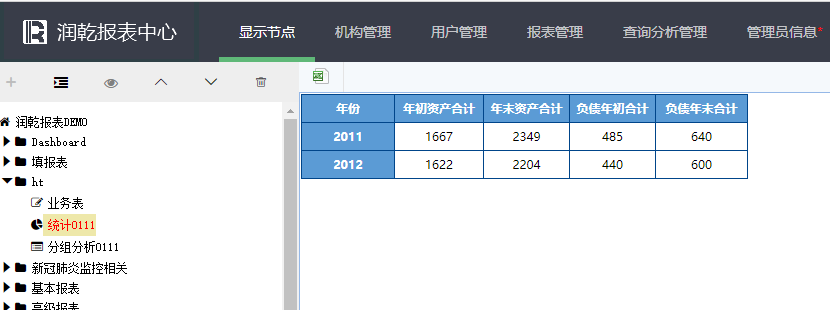 润乾报表中心 显示节点 机构管理 用户管理 报表管理 查询分析管理 管理员信息*
润乾报表DEMO
Dashboard
填报表
ht
业务表
统计0111
分组分析0111
新冠肺炎监控相关
基本报表
高级报表
年份 年初资产合计 年末资产合计 负债年初合计 负债年末合计
2011 1667 2349 485 640
2012 1622 2204 440 600